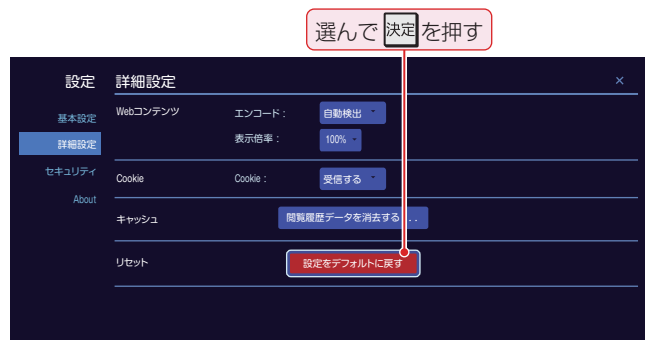 選んで 決定 を押す
設定 詳細設定 ×
基本設定
詳細設定
セキュリティ
About
Webコンテンツ エンコード： 自動検出
表示倍率： 100%
Cookie Cookie： 受信する
キャッシュ 閲覧履歴データを消去する ...
リセット 設定をデフォルトに戻す